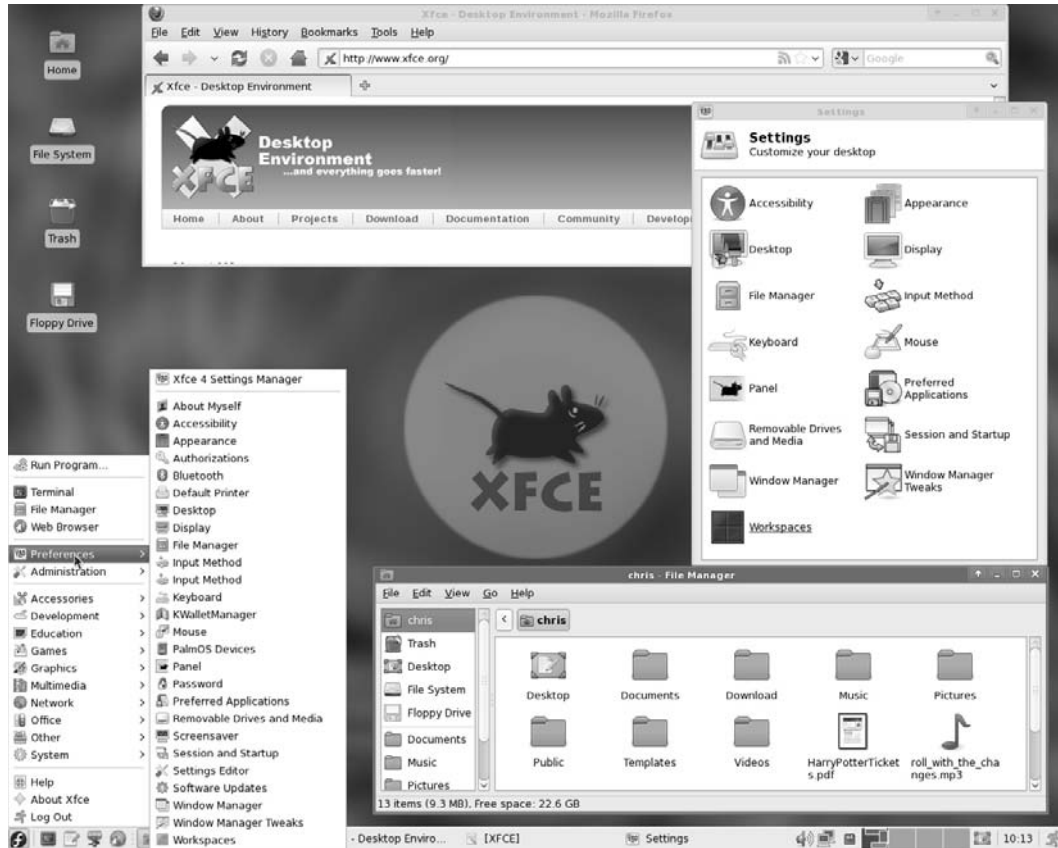 Home
File System
Trash
Floppy Drive
Xfce - Desktop Environment - Mozilla Firefox
File Edit View History Bookmarks Tools Help
http://www.xfce.org/
Google
Xfce - Desktop Environment
XFCE
Desktop
Environment
...and everything goes faster!
Home About Projects Download Documentation Community Develop
Settings
Settings
Customize your desktop
Accessibility
Appearance
Desktop
Display
File Manager
Input Method
Keyboard
Mouse
Panel
Preferred
Applications
Removable Drives
and Media
Session and Startup
Window Manager
Window Manager
Tweaks
Workspaces
XFCE
Run Program...
Terminal
File Manager
Web Browser
Preferences
Administration
Accessories
Development
Education
Games
Graphics
Multimedia
Network
Office
Other
System
Help
About Xfce
Log Out
Xfce 4 Settings Manager
About Myself
Accessibility
Appearance
Authorizations
Bluetooth
Default Printer
Desktop
Display
File Manager
Input Method
Input Method
Keyboard
KWalletManager
Mouse
PalmOS Devices
Panel
Password
Preferred Applications
Removable Drives and Media
Screensaver
Session and Startup
Settings Editor
Software Updates
Window Manager
Window Manager Tweaks
Workspaces
chris - File Manager
File Edit View Go Help
chris
Trash
Desktop
File System
Floppy Drive
Documents
Music
Pictures
chris
Desktop
Documents
Download
Music
Pictures
Public
Templates
Videos
HarryPotterTicket
s.pdf
roll_with_the_cha
nges.mp3
13 items (9.3 MB), Free space: 22.6 GB
- Desktop Enviro...
[XFCE]
Settings
10:13